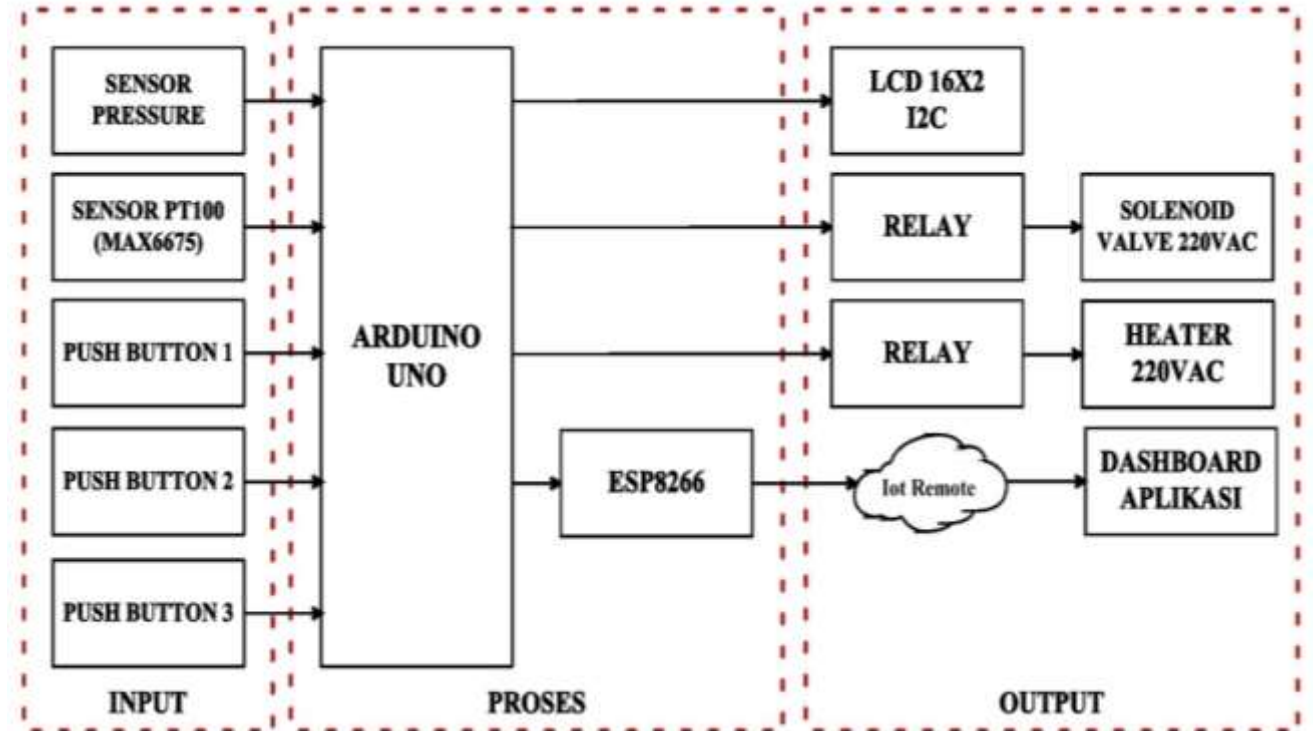 SENSOR
PRESSURE
SENSOR PT100
(MAX6675)
PUSH BUTTON 1
PUSH BUTTON 2
PUSH BUTTON 3
INPUT
ARDUINO
UNO
ESP8266
PROSES
LCD 16X2
I2C
RELAY
SOLENOID
VALVE 220VAC
RELAY
HEATER
220VAC
Iot Remote
DASHBOARD
APLIKASI
OUTPUT